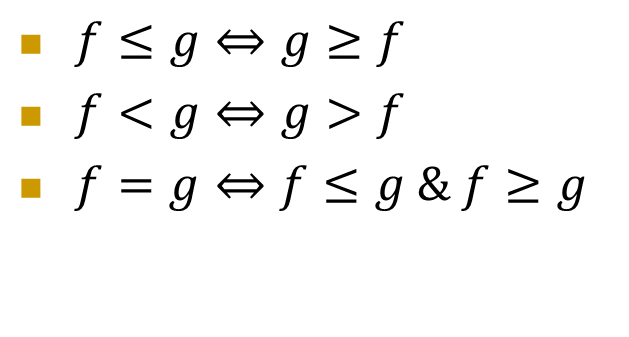 f ≤ g ⇔ g ≥ f
f < g ⇔ g > f
f = g ⇔ f ≤ g & f ≥ g